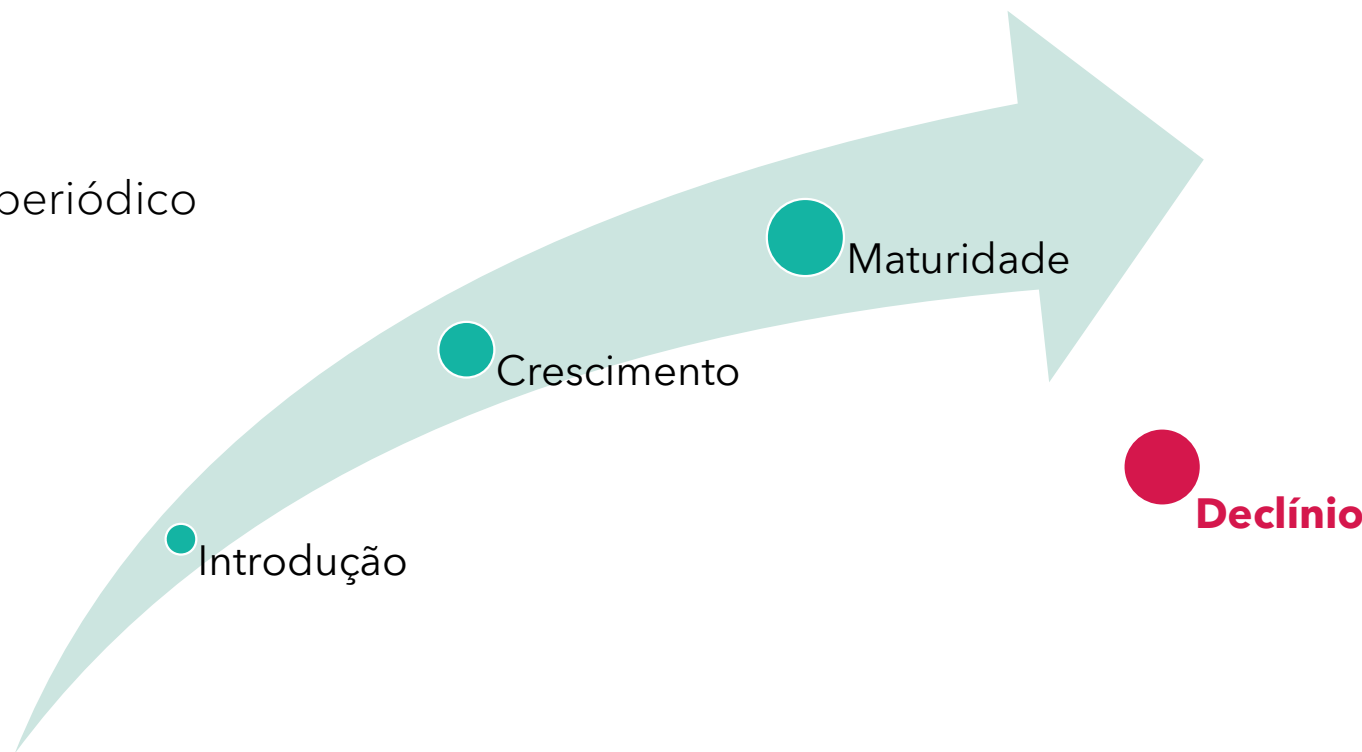 periódico
Maturidade
Crescimento
Declínio
Introdução